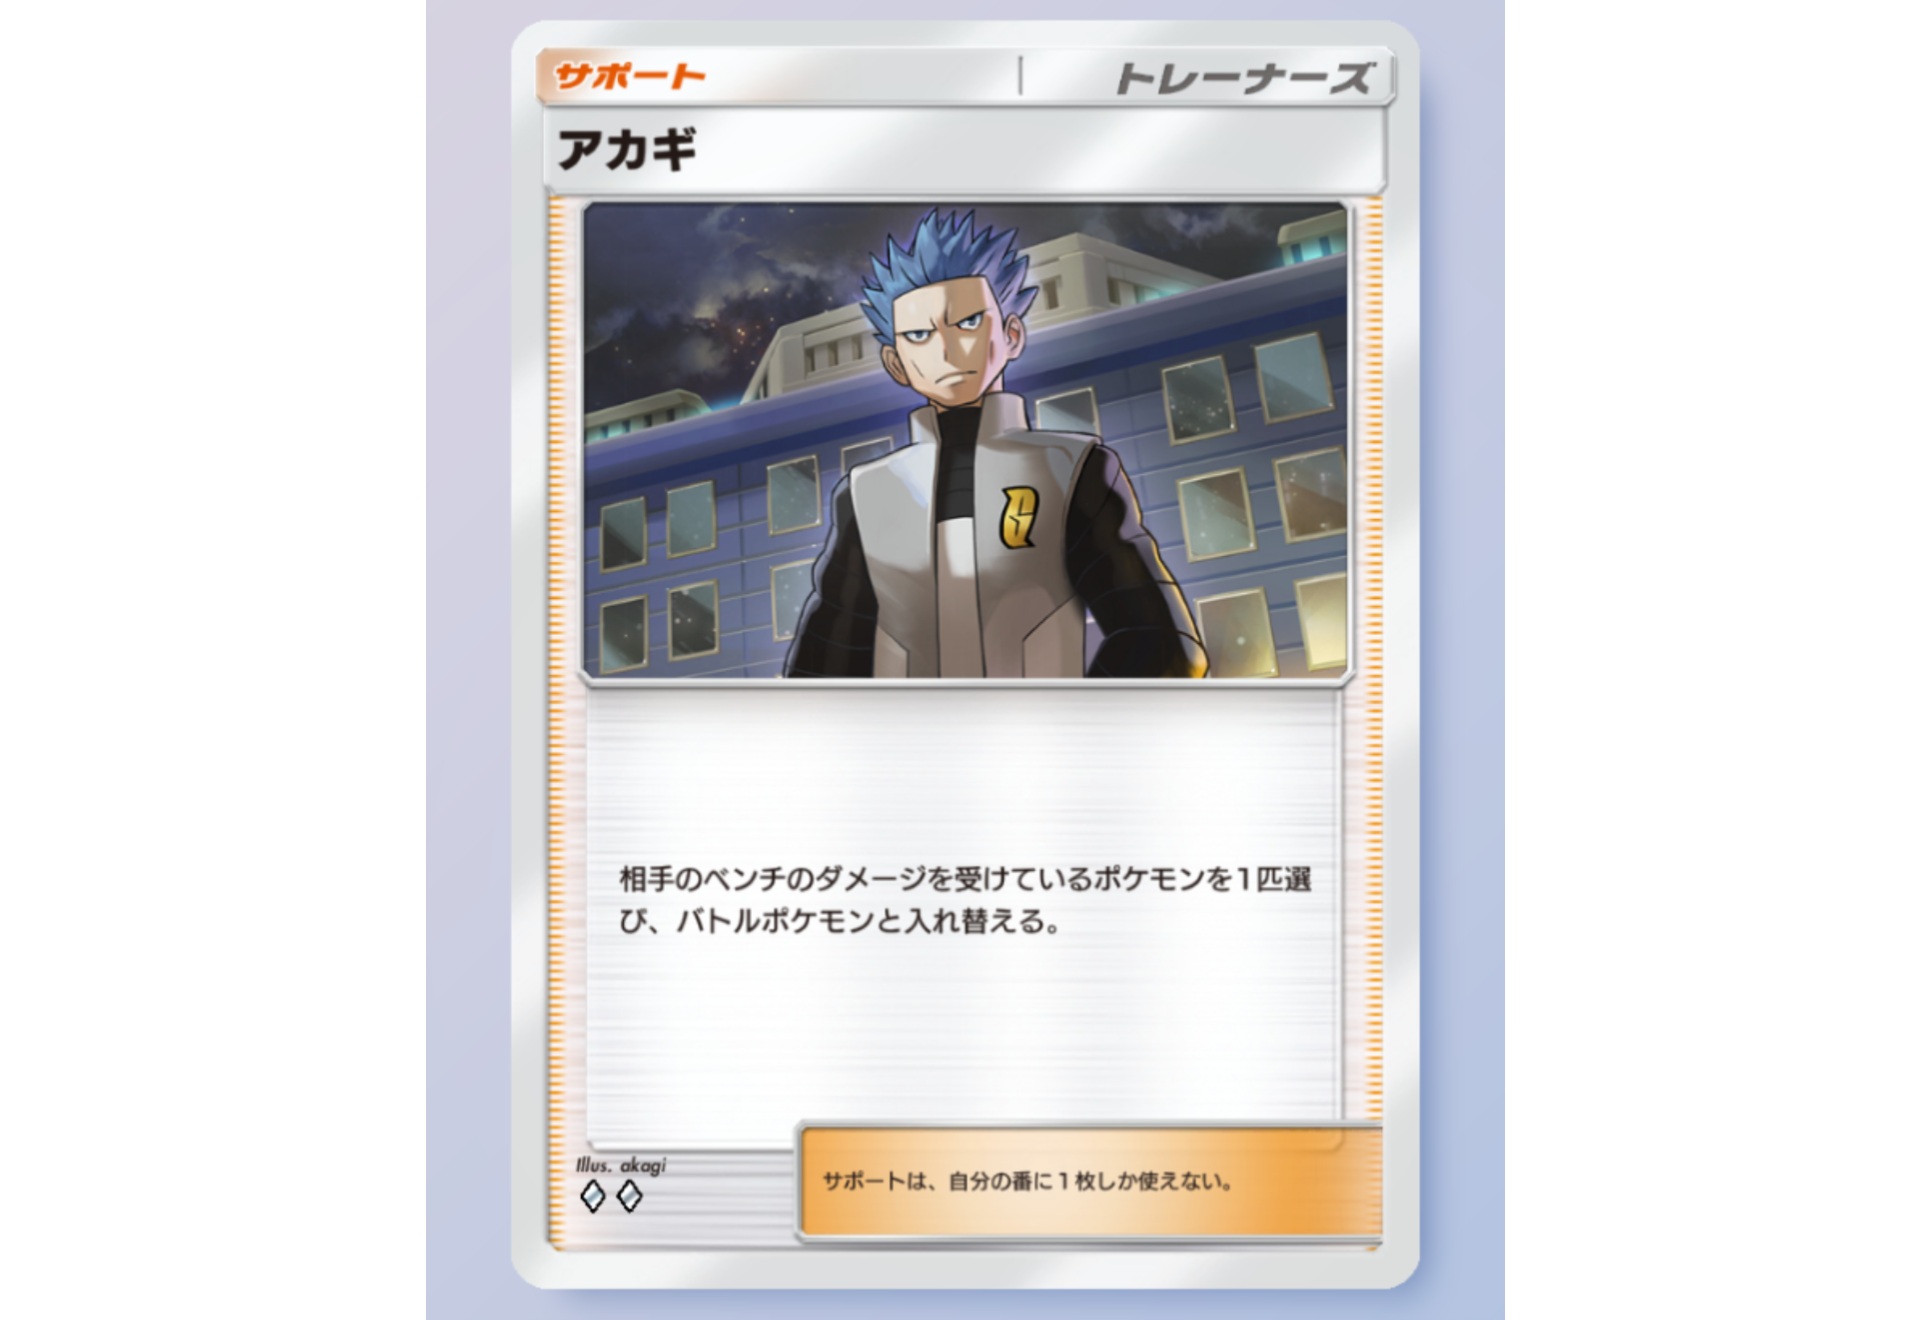 サポート
トレーナーズ
アカギ
G
相手のベンチのダメージを受けているポケモンを1匹選
び、バトルポケモンと入れ替える。
Illus. akagi
サポートは、自分の番に1枚しか使えない。